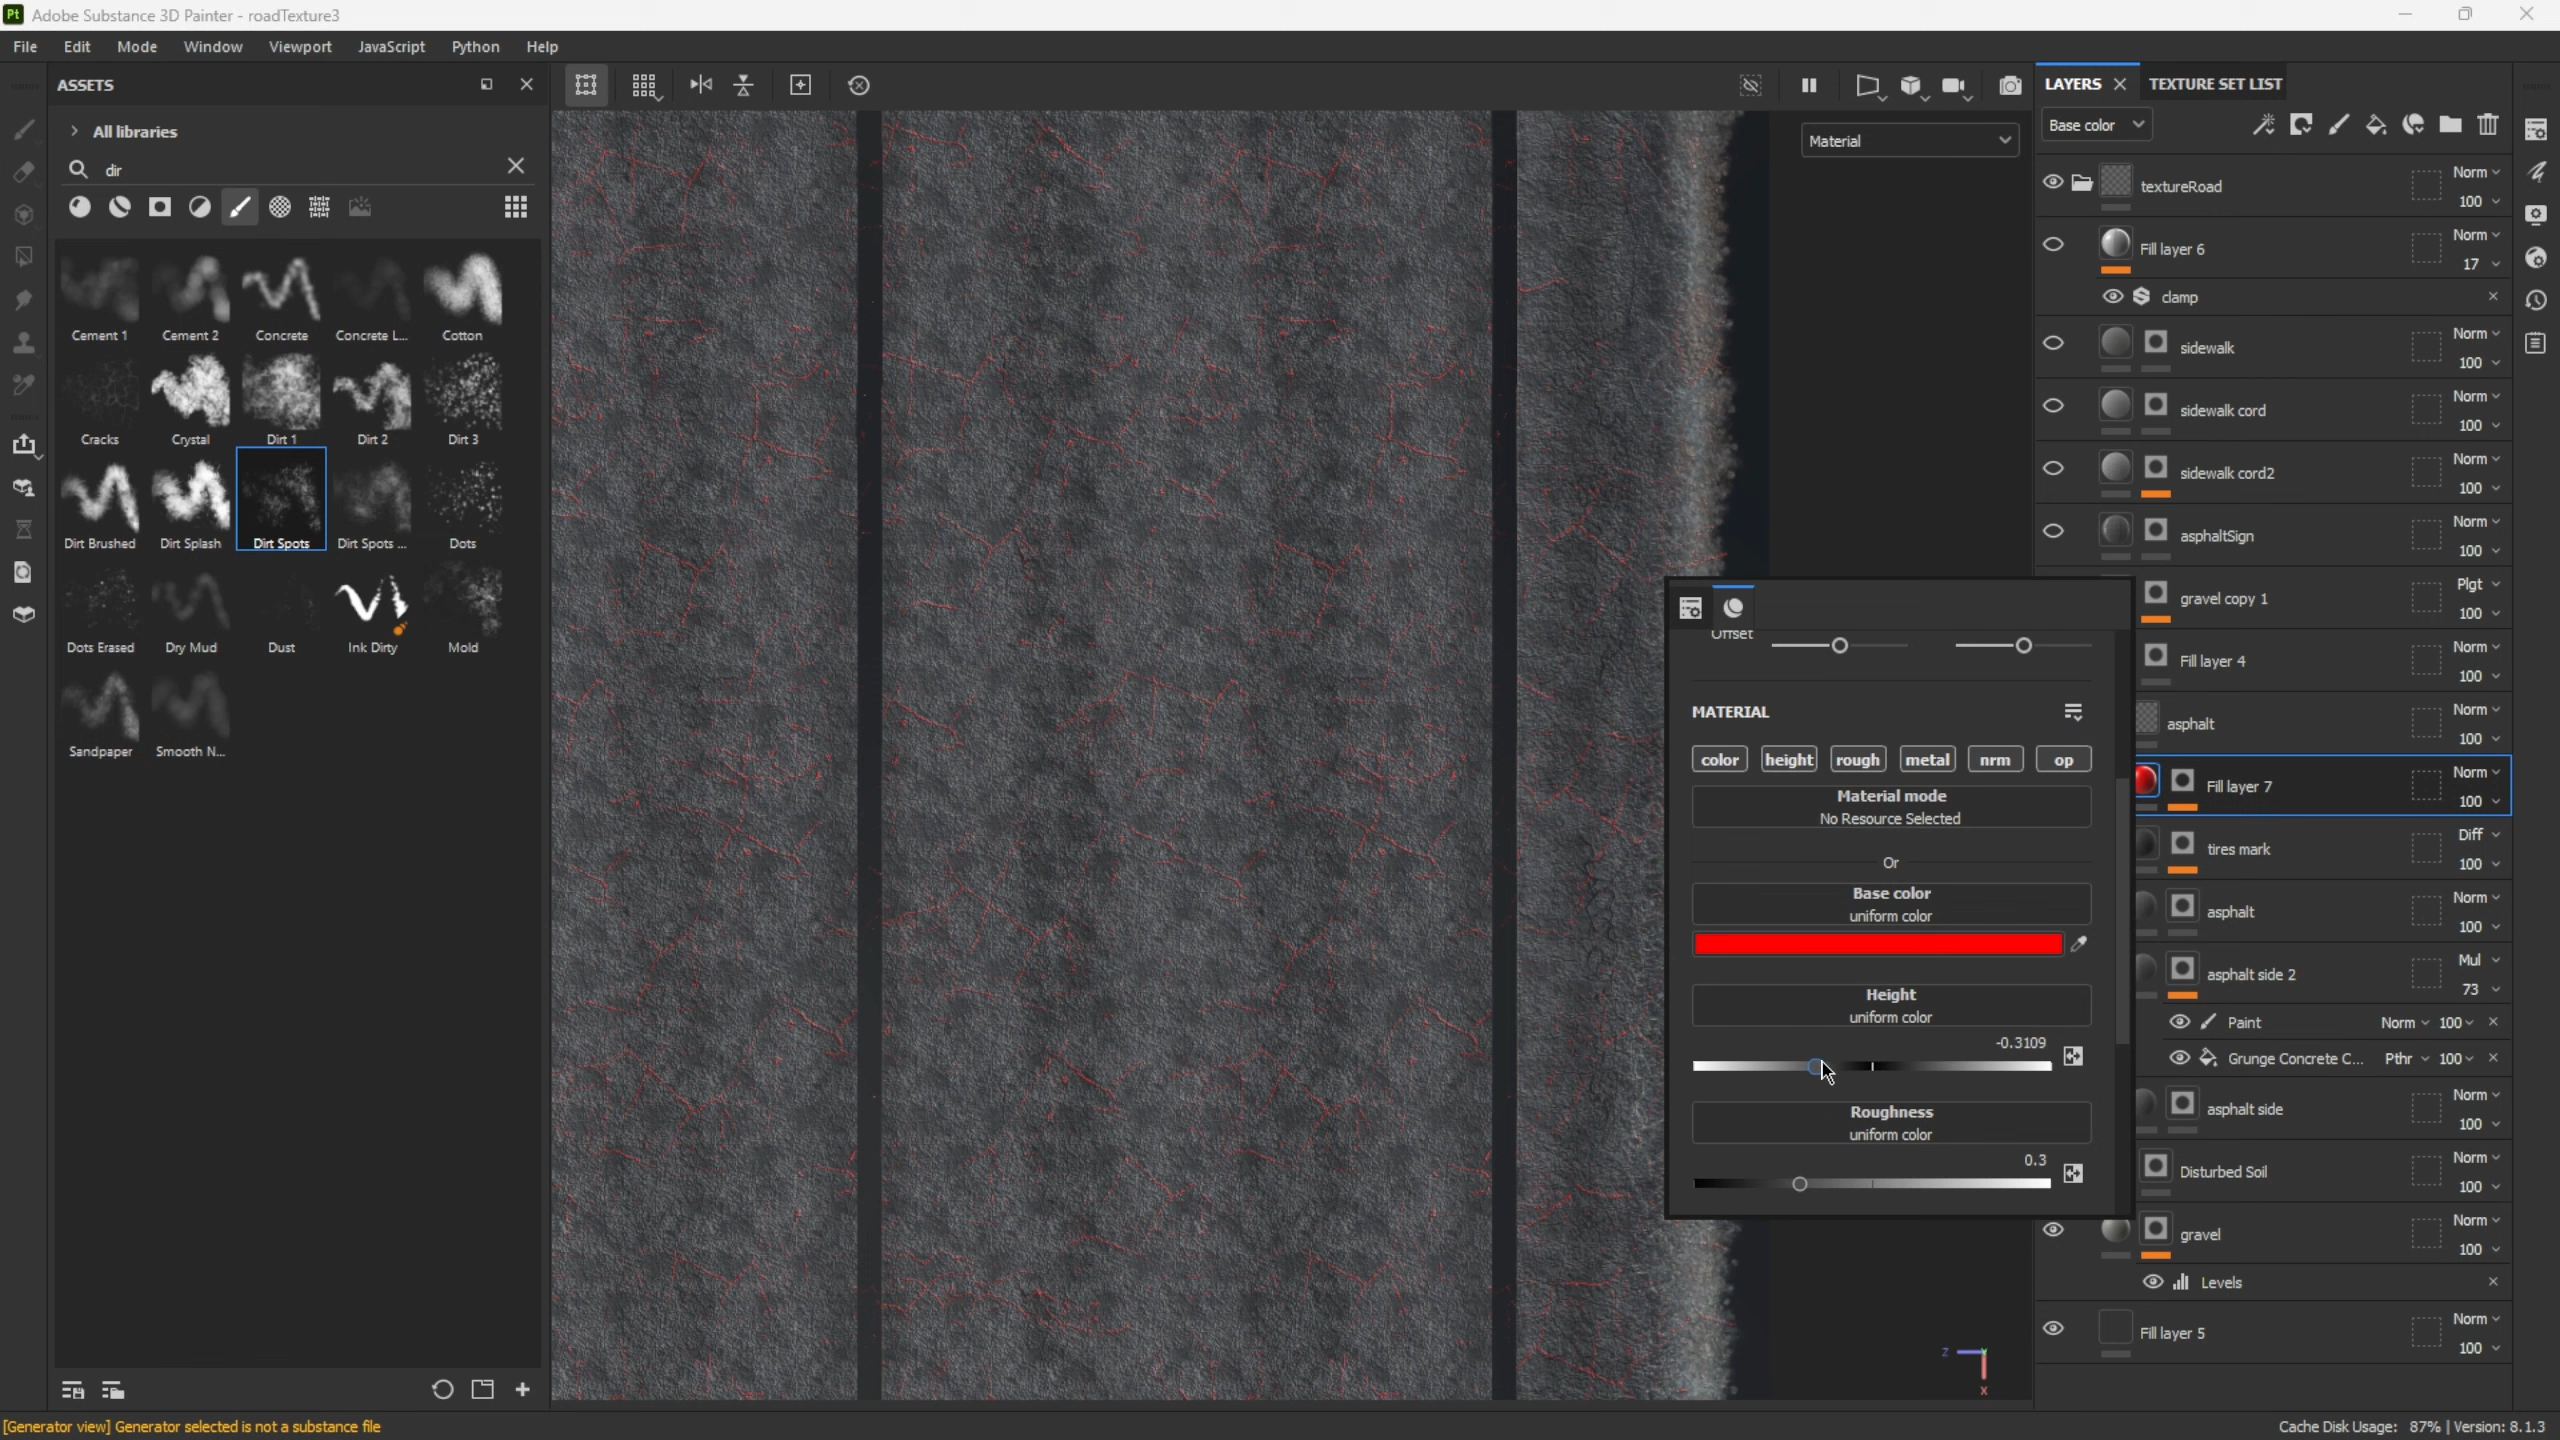 Pt Adobe Substance 3D Painter - roadTexture3
File Edit Mode Window Viewport JavaScript Python Help
ASSETS
All libraries
dir
Cement 1 Cement 2 Concrete Concrete L... Cotton
Cracks Crystal Dirt 1 Dirt 2 Dirt 3
Dirt Brushed Dirt Splash Dirt Spots Dirt Spots ... Dots
Dots Erased Dry Mud Dust Ink Dirty Mold
Sandpaper Smooth N...
Material
Z
X
Offset
MATERIAL
color height rough metal nrm op
Material mode
No Resource Selected
Or
Base color
uniform color
Height
uniform color
-0.3109
Roughness
uniform color
0.3
LAYERS TEXTURE SET LIST
Base color
textureRoad Norm
100
Fill layer 6 Norm
17
clamp
sidewalk Norm
100
sidewalk cord Norm
100
sidewalk cord2 Norm
100
asphaltSign Norm
100
gravel copy 1 Plgt
100
Fill layer 4 Norm
100
asphalt Norm
100
Fill layer 7 Norm
100
tires mark Diff
100
asphalt Norm
100
asphalt side 2 Mul
73
Paint Norm 100
Grunge Concrete C... Pthr 100
asphalt side Norm
100
Disturbed Soil Norm
100
gravel Norm
100
Levels
Fill layer 5 Norm
100
[Generator view] Generator selected is not a substance file
Cache Disk Usage: 87% | Version: 8.1.3